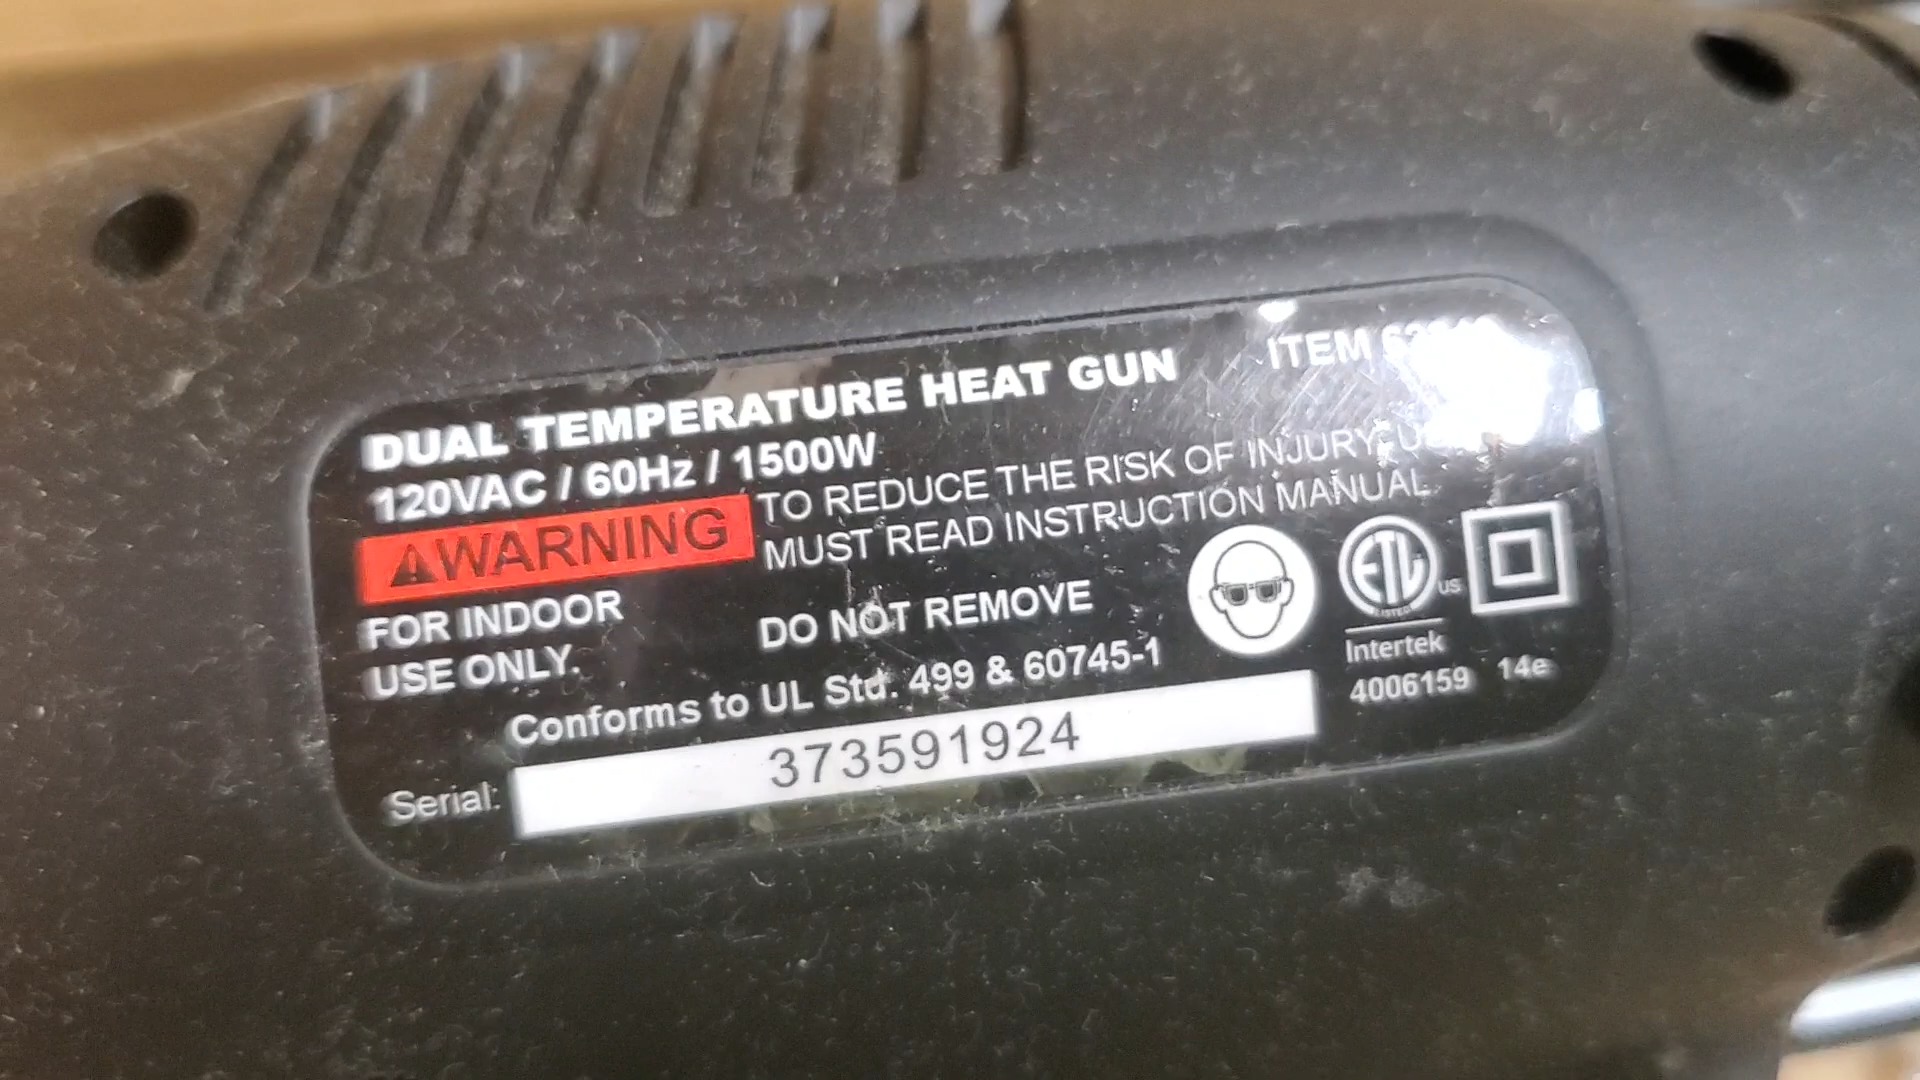 DUAL TEMPERATURE HEAT GUN
ITEM
120VAC / 60Hz / 1500W
⚠WARNING
TO REDUCE THE RISK OF INJURY,
MUST READ INSTRUCTION MANUAL
FOR INDOOR
USE ONLY.
DO NOT REMOVE
Conforms to UL Std. 499 & 60745-1
ETL
LISTED
US
Intertek
4006159 14e
Serial: 373591924